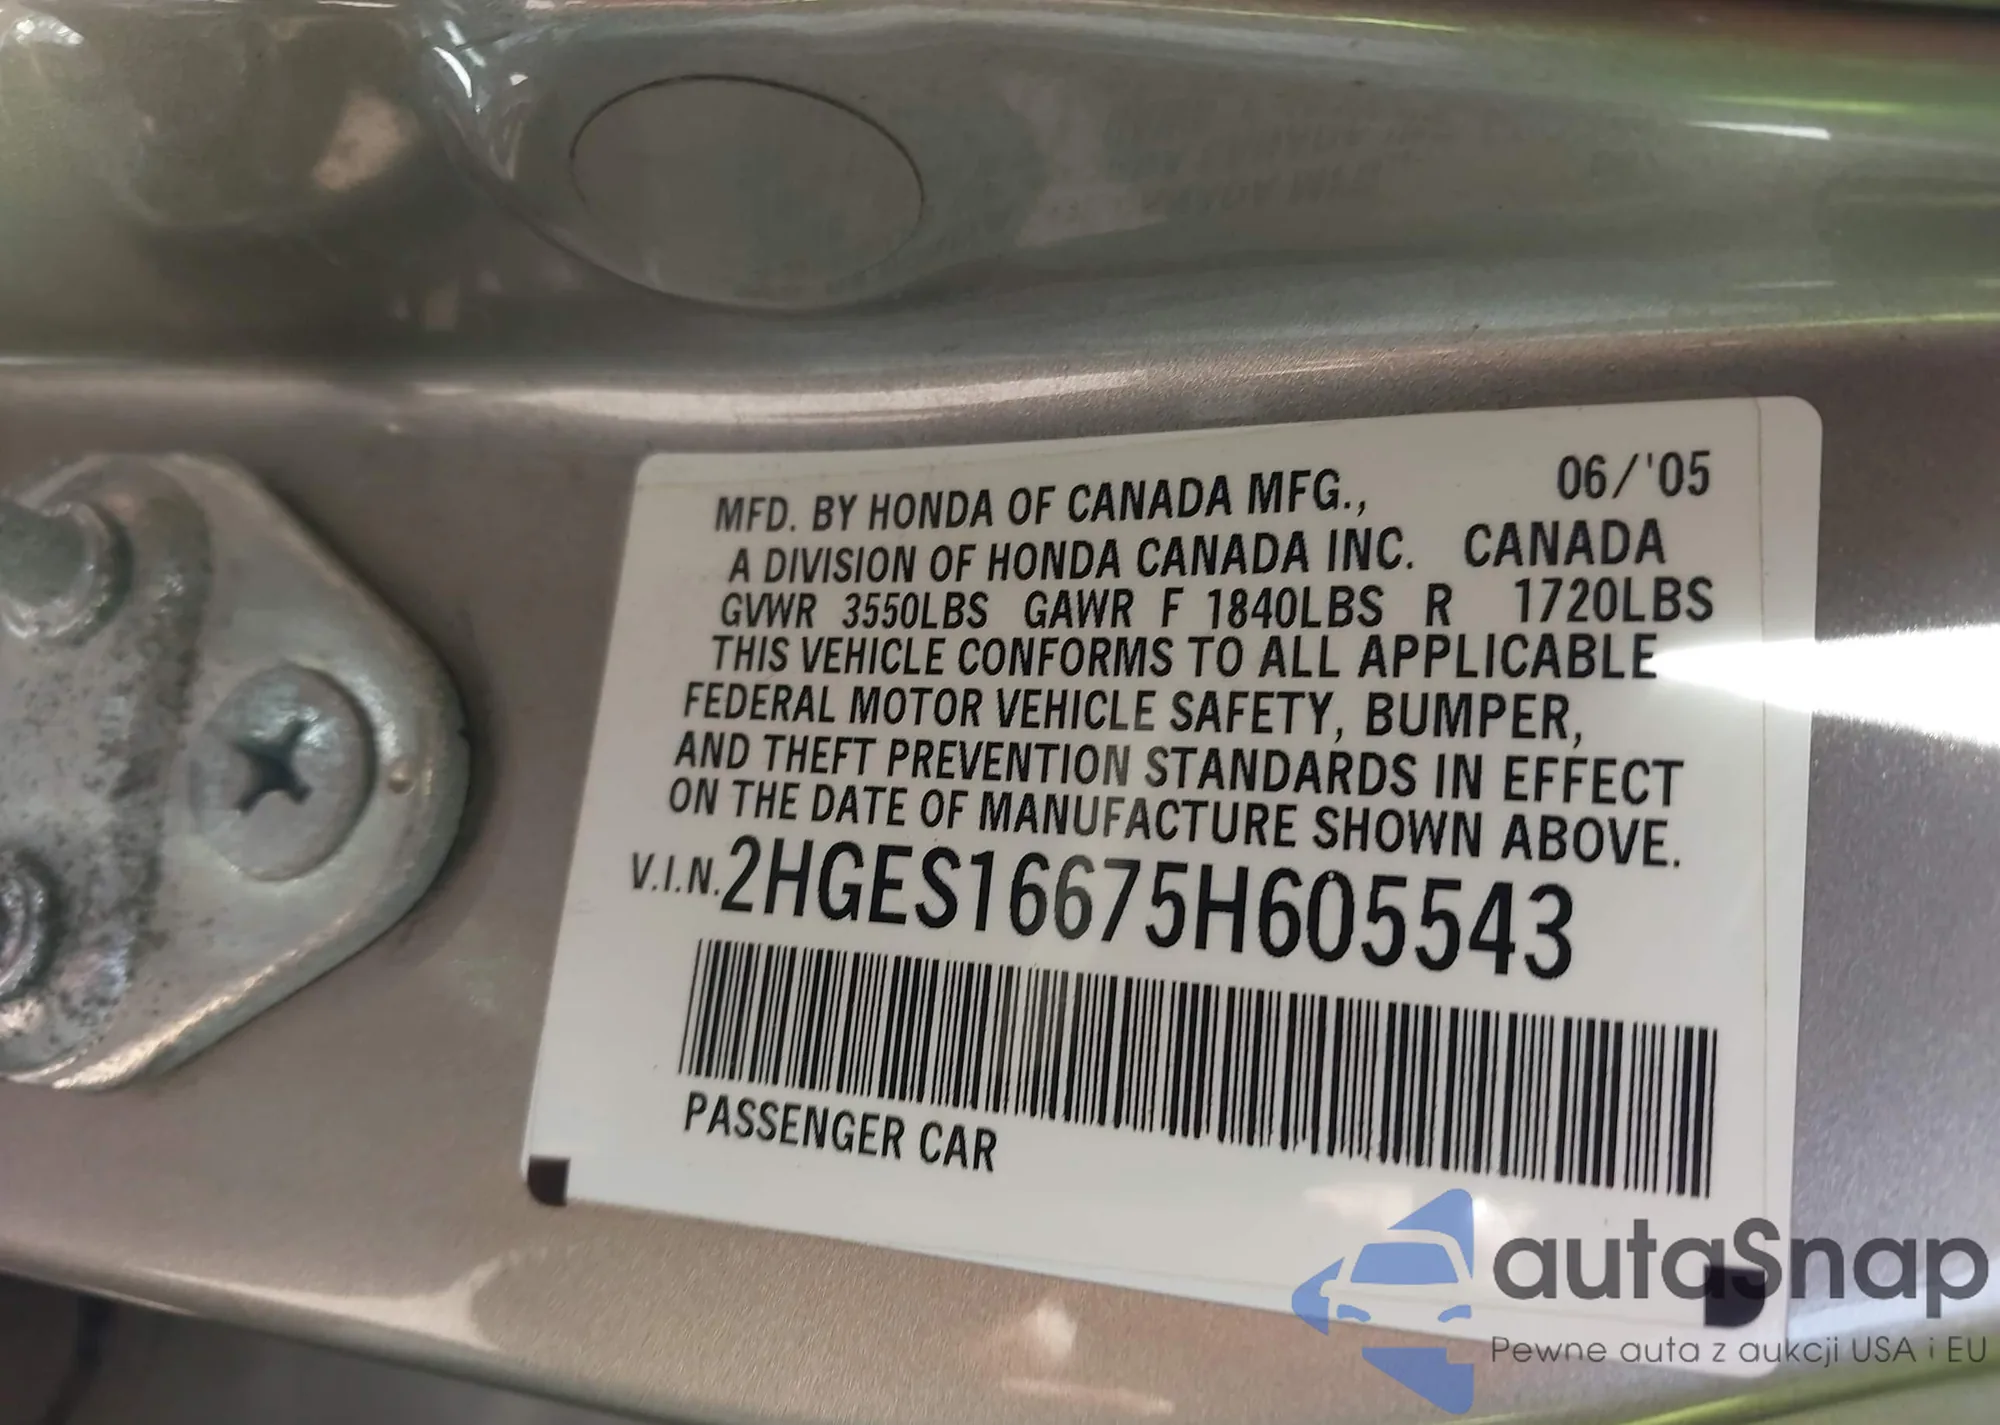 MFD. BY HONDA OF CANADA MFG., 06/'05
A DIVISION OF HONDA CANADA INC. CANADA
GVWR 3550LBS GAWR F 1840LBS R 1720LBS
THIS VEHICLE CONFORMS TO ALL APPLICABLE
FEDERAL MOTOR VEHICLE SAFETY, BUMPER,
AND THEFT PREVENTION STANDARDS IN EFFECT
ON THE DATE OF MANUFACTURE SHOWN ABOVE.
V.I.N. 2HGES16675H605543
PASSENGER CAR
autaSnap
Pewne auta z aukcji USA i EU